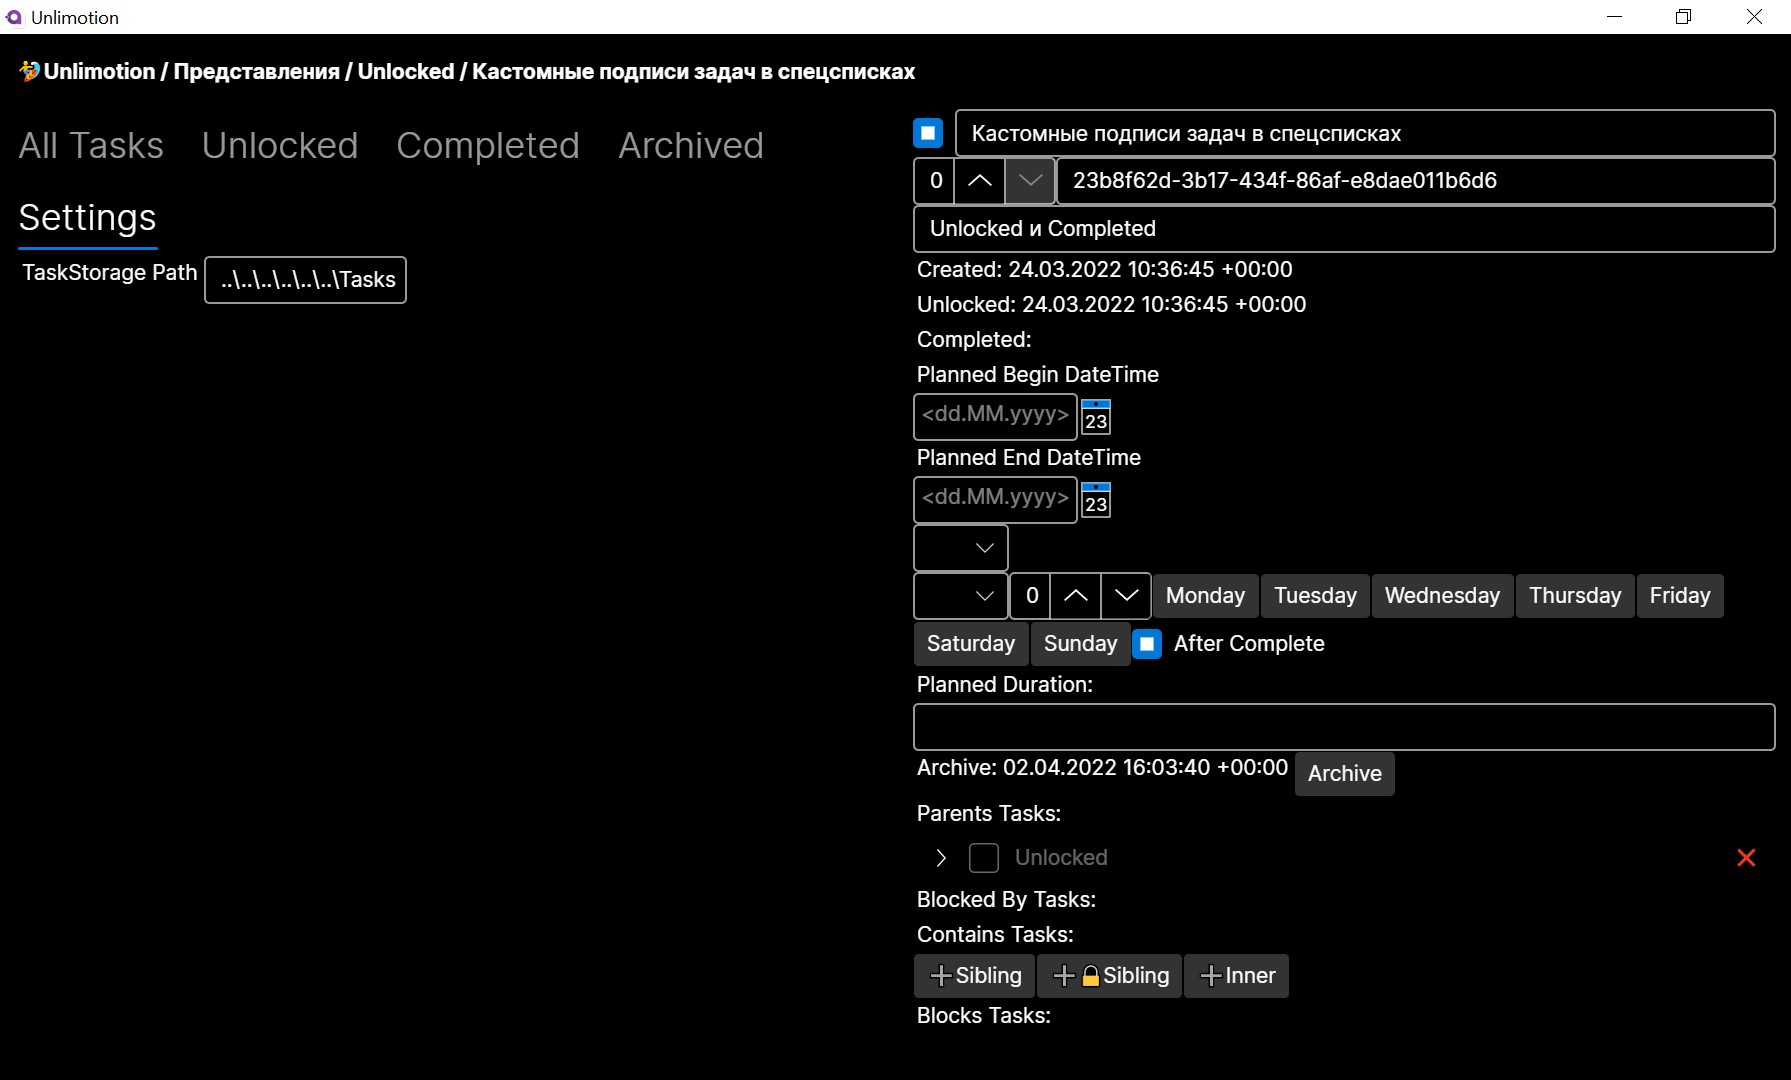 Unlimotion
Unlimotion / Представления / Unlocked / Кастомные подписи задач в спецсписках
All Tasks Unlocked Completed Archived
Settings
TaskStorage Path ..\..\..\..\..\..\Tasks
Кастомные подписи задач в спецсписках
0 23b8f62d-3b17-434f-86af-e8dae011b6d6
Unlocked и Completed
Created: 24.03.2022 10:36:45 +00:00
Unlocked: 24.03.2022 10:36:45 +00:00
Completed:
Planned Begin DateTime
<dd.MM.yyyy> 23
Planned End DateTime
<dd.MM.yyyy> 23
0 Monday Tuesday Wednesday Thursday Friday
Saturday Sunday After Complete
Planned Duration:
Archive: 02.04.2022 16:03:40 +00:00 Archive
Parents Tasks:
Unlocked
Blocked By Tasks:
Contains Tasks:
+Sibling +🔒Sibling +Inner
Blocks Tasks: